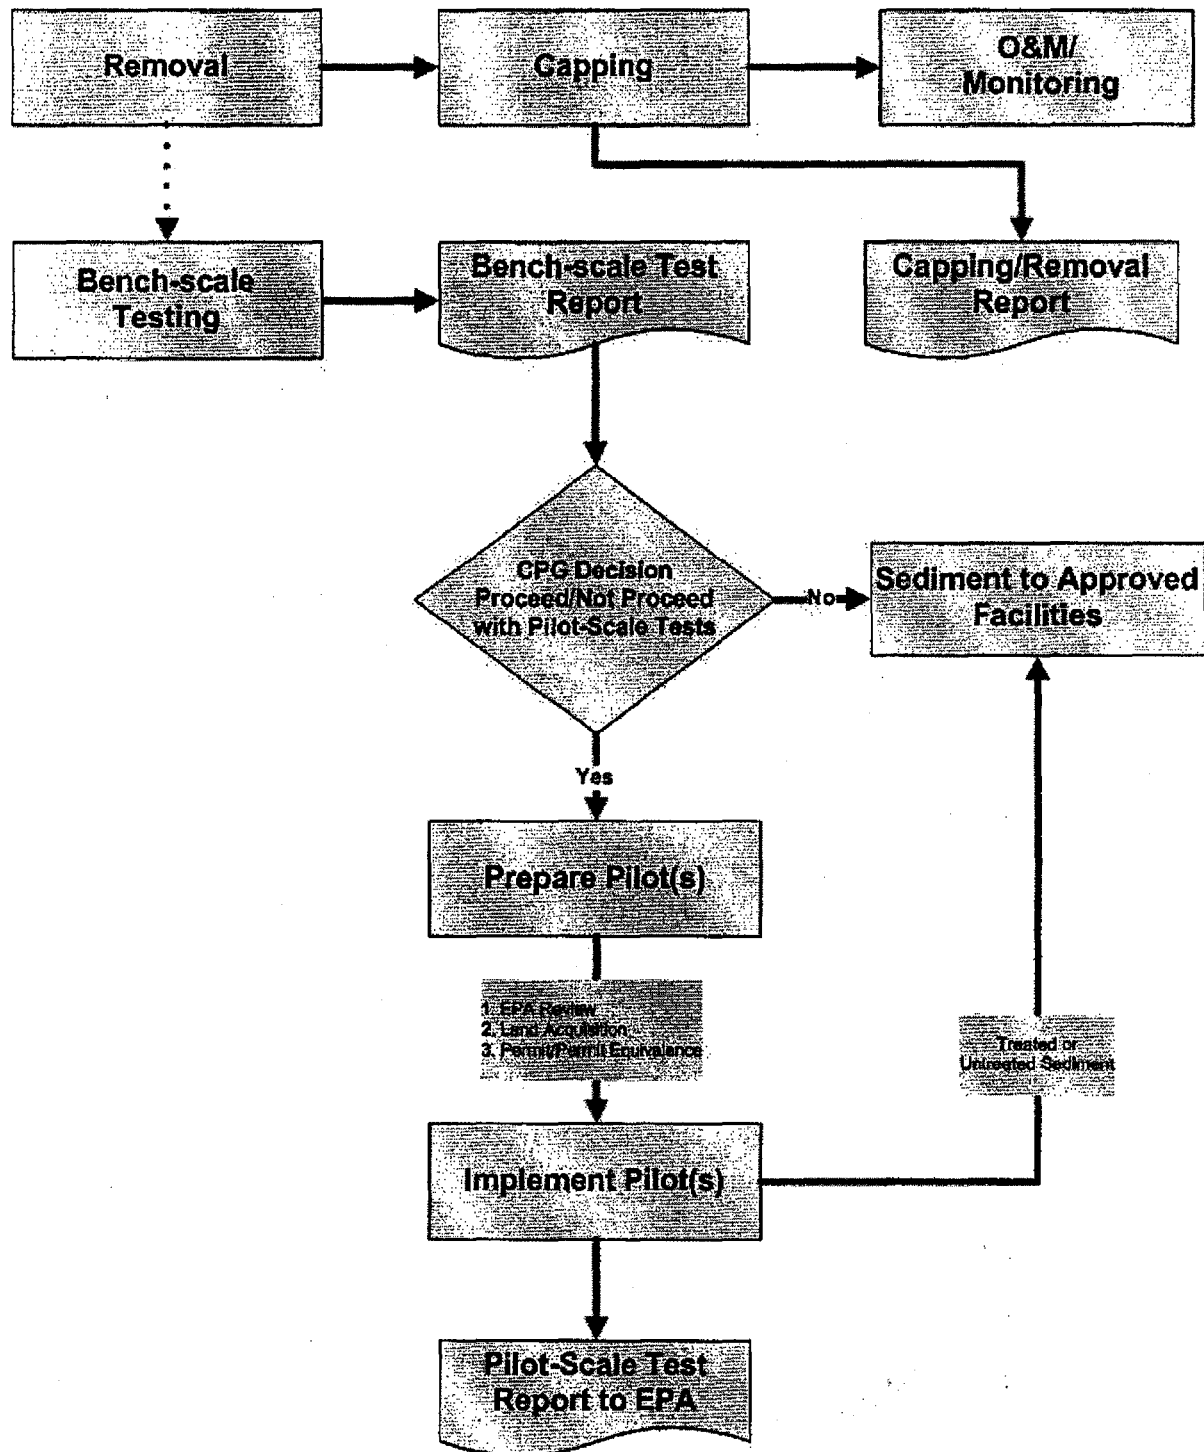 Removal
Capping
O&M/
Monitoring
Bench-scale
Testing
Bench-scale Test
Report
Capping/Removal
Report
CPG Decision
Proceed/Not Proceed
with Pilot-Scale Tests
No
Sediment to Approved
Facilities
Yes
Prepare Pilot(s)
1. EPA Review
2. Land Acquisition
3. Permit/Permit Equivalence
Treated or
Untreated Sediment
Implement Pilot(s)
Pilot-Scale Test
Report to EPA